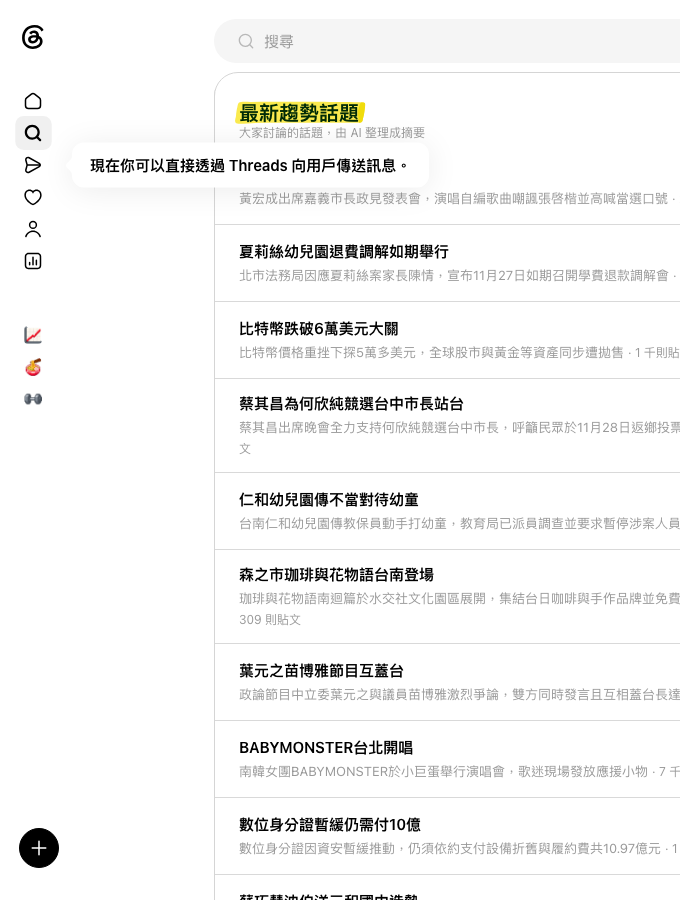 搜尋
最新趨勢話題
大家討論的話題，由 AI 整理成摘要
現在你可以直接透過 Threads 向用戶傳送訊息。
黃宏成出席嘉義市長政見發表會，演唱自編歌曲嘲諷張啓楷並高喊當選口號 ·
夏莉絲幼兒園退費調解如期舉行
北市法務局因應夏莉絲案家長陳情，宣布11月27日如期召開學費退款調解會 ·
比特幣跌破6萬美元大關
比特幣價格重挫下探5萬多美元，全球股市與黃金等資產同步遭拋售 · 1 千則貼
蔡其昌為何欣純競選台中市長站台
蔡其昌出席晚會全力支持何欣純競選台中市長，呼籲民眾於11月28日返鄉投票
文
仁和幼兒園傳不當對待幼童
台南仁和幼兒園傳教保員動手打幼童，教育局已派員調查並要求暫停涉案人員
森之市珈琲與花物語台南登場
珈琲與花物語南迴篇於水交社文化園區展開，集結台日咖啡與手作品牌並免費
309 則貼文
葉元之苗博雅節目互蓋台
政論節目中立委葉元之與議員苗博雅激烈爭論，雙方同時發言且互相蓋台長達
BABYMONSTER台北開唱
南韓女團BABYMONSTER於小巨蛋舉行演唱會，歌迷現場發放應援小物 · 7 千
數位身分證暫緩仍需付10億
數位身分證因資安暫緩推動，仍須依約支付設備折舊與履約費共10.97億元 · 1